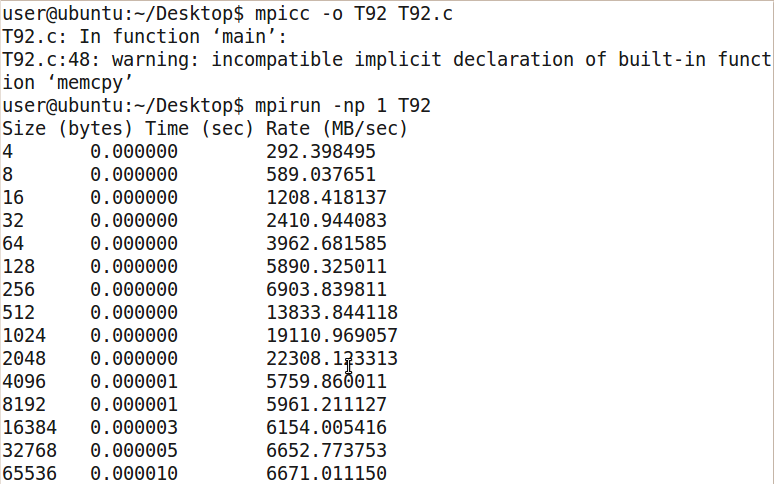 user@ubuntu:~/Desktop$ mpicc -o T92 T92.c
T92.c: In function ‘main’:
T92.c:48: warning: incompatible implicit declaration of built-in funct
ion ‘memcpy’
user@ubuntu:~/Desktop$ mpirun -np 1 T92
Size (bytes) Time (sec) Rate (MB/sec)
4       0.000000        292.398495
8       0.000000        589.037651
16      0.000000        1208.418137
32      0.000000        2410.944083
64      0.000000        3962.681585
128     0.000000        5890.325011
256     0.000000        6903.839811
512     0.000000        13833.844118
1024    0.000000        19110.969057
2048    0.000000        22308.123313
4096    0.000001        5759.860011
8192    0.000001        5961.211127
16384   0.000003        6154.005416
32768   0.000005        6652.773753
65536   0.000010        6671.011150